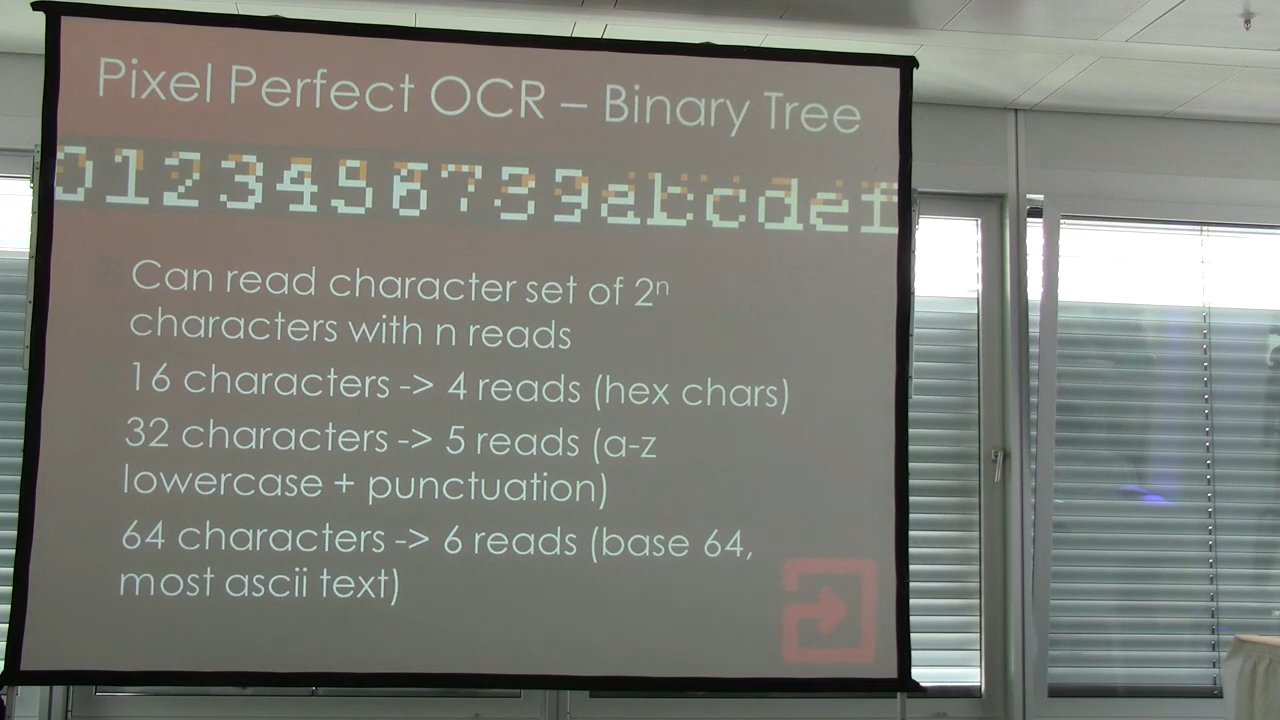 Pixel Perfect OCR – Binary Tree
0123456789abcdef
Can read character set of 2ⁿ
characters with n reads
16 characters -> 4 reads (hex chars)
32 characters -> 5 reads (a-z
lowercase + punctuation)
64 characters -> 6 reads (base 64,
most ascii text)